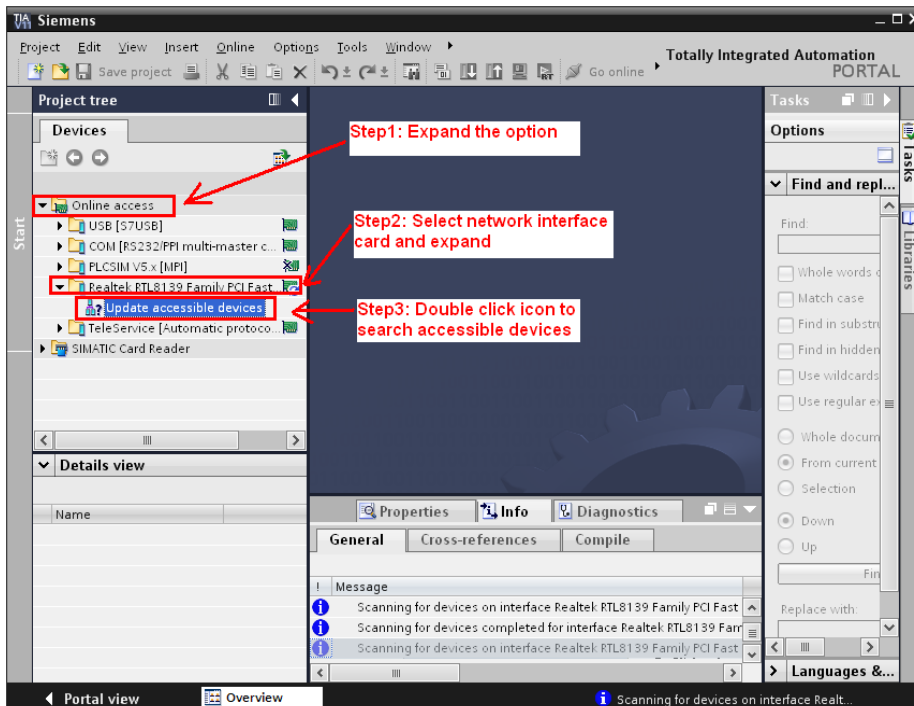 Siemens
Project Edit View Insert Online Options Tools Window
Totally Integrated Automation
PORTAL
Save project
Go online
Project tree
Devices
Start
Online access
USB [S7USB]
COM [RS232/PPI multi-master c...
PLCSIM V5.x [MPI]
Realtek RTL8139 Family PCI Fast...
Update accessible devices
TeleService [Automatic protoco...
SIMATIC Card Reader
Details view
Name
Step1: Expand the option
Step2: Select network interface
card and expand
Step3: Double click icon to
search accessible devices
Properties
Info
Diagnostics
General
Cross-references
Compile
! Message
Scanning for devices on interface Realtek RTL8139 Family PCI Fast
Scanning for devices completed for interface Realtek RTL8139 Fam
Scanning for devices on interface Realtek RTL8139 Family PCI Fast
Tasks
Options
Find and repl...
Find:
Whole words
Match case
Find in substr
Find in hidden
Use wildcards
Use regular ex
Whole docum
From current
Selection
Down
Up
Fin
Replace with:
Languages &...
Tasks
Libraries
Portal view
Overview
Scanning for devices on interface Realt...